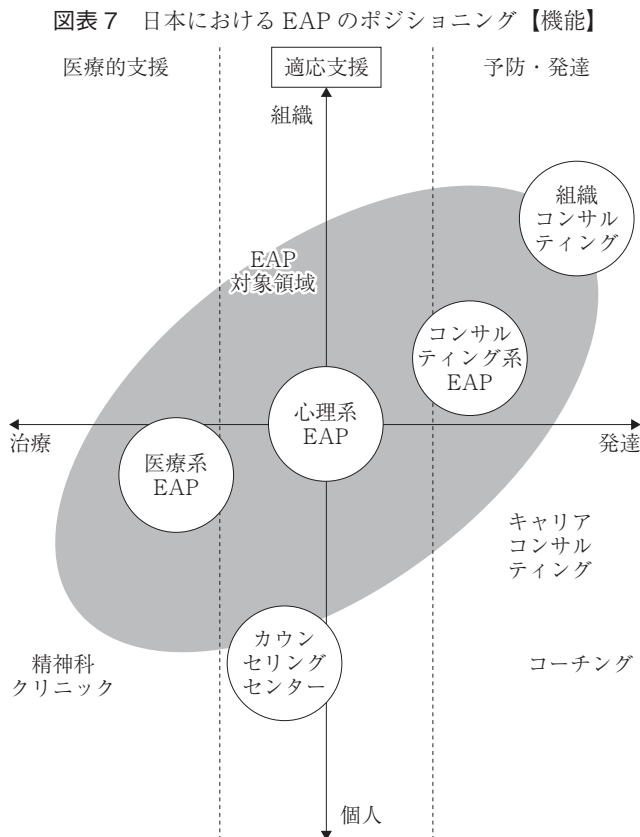 図表7 日本における EAP のポジショニング【機能】
医療的支援
適応支援
予防・発達
組織
組織
コンサル
ティング
EAP
対象領域
コンサル
ティング系
EAP
心理系
EAP
治療
発達
医療系
EAP
キャリア
コンサル
ティング
カウン
セリング
センター
精神科
クリニック
コーチング
個人